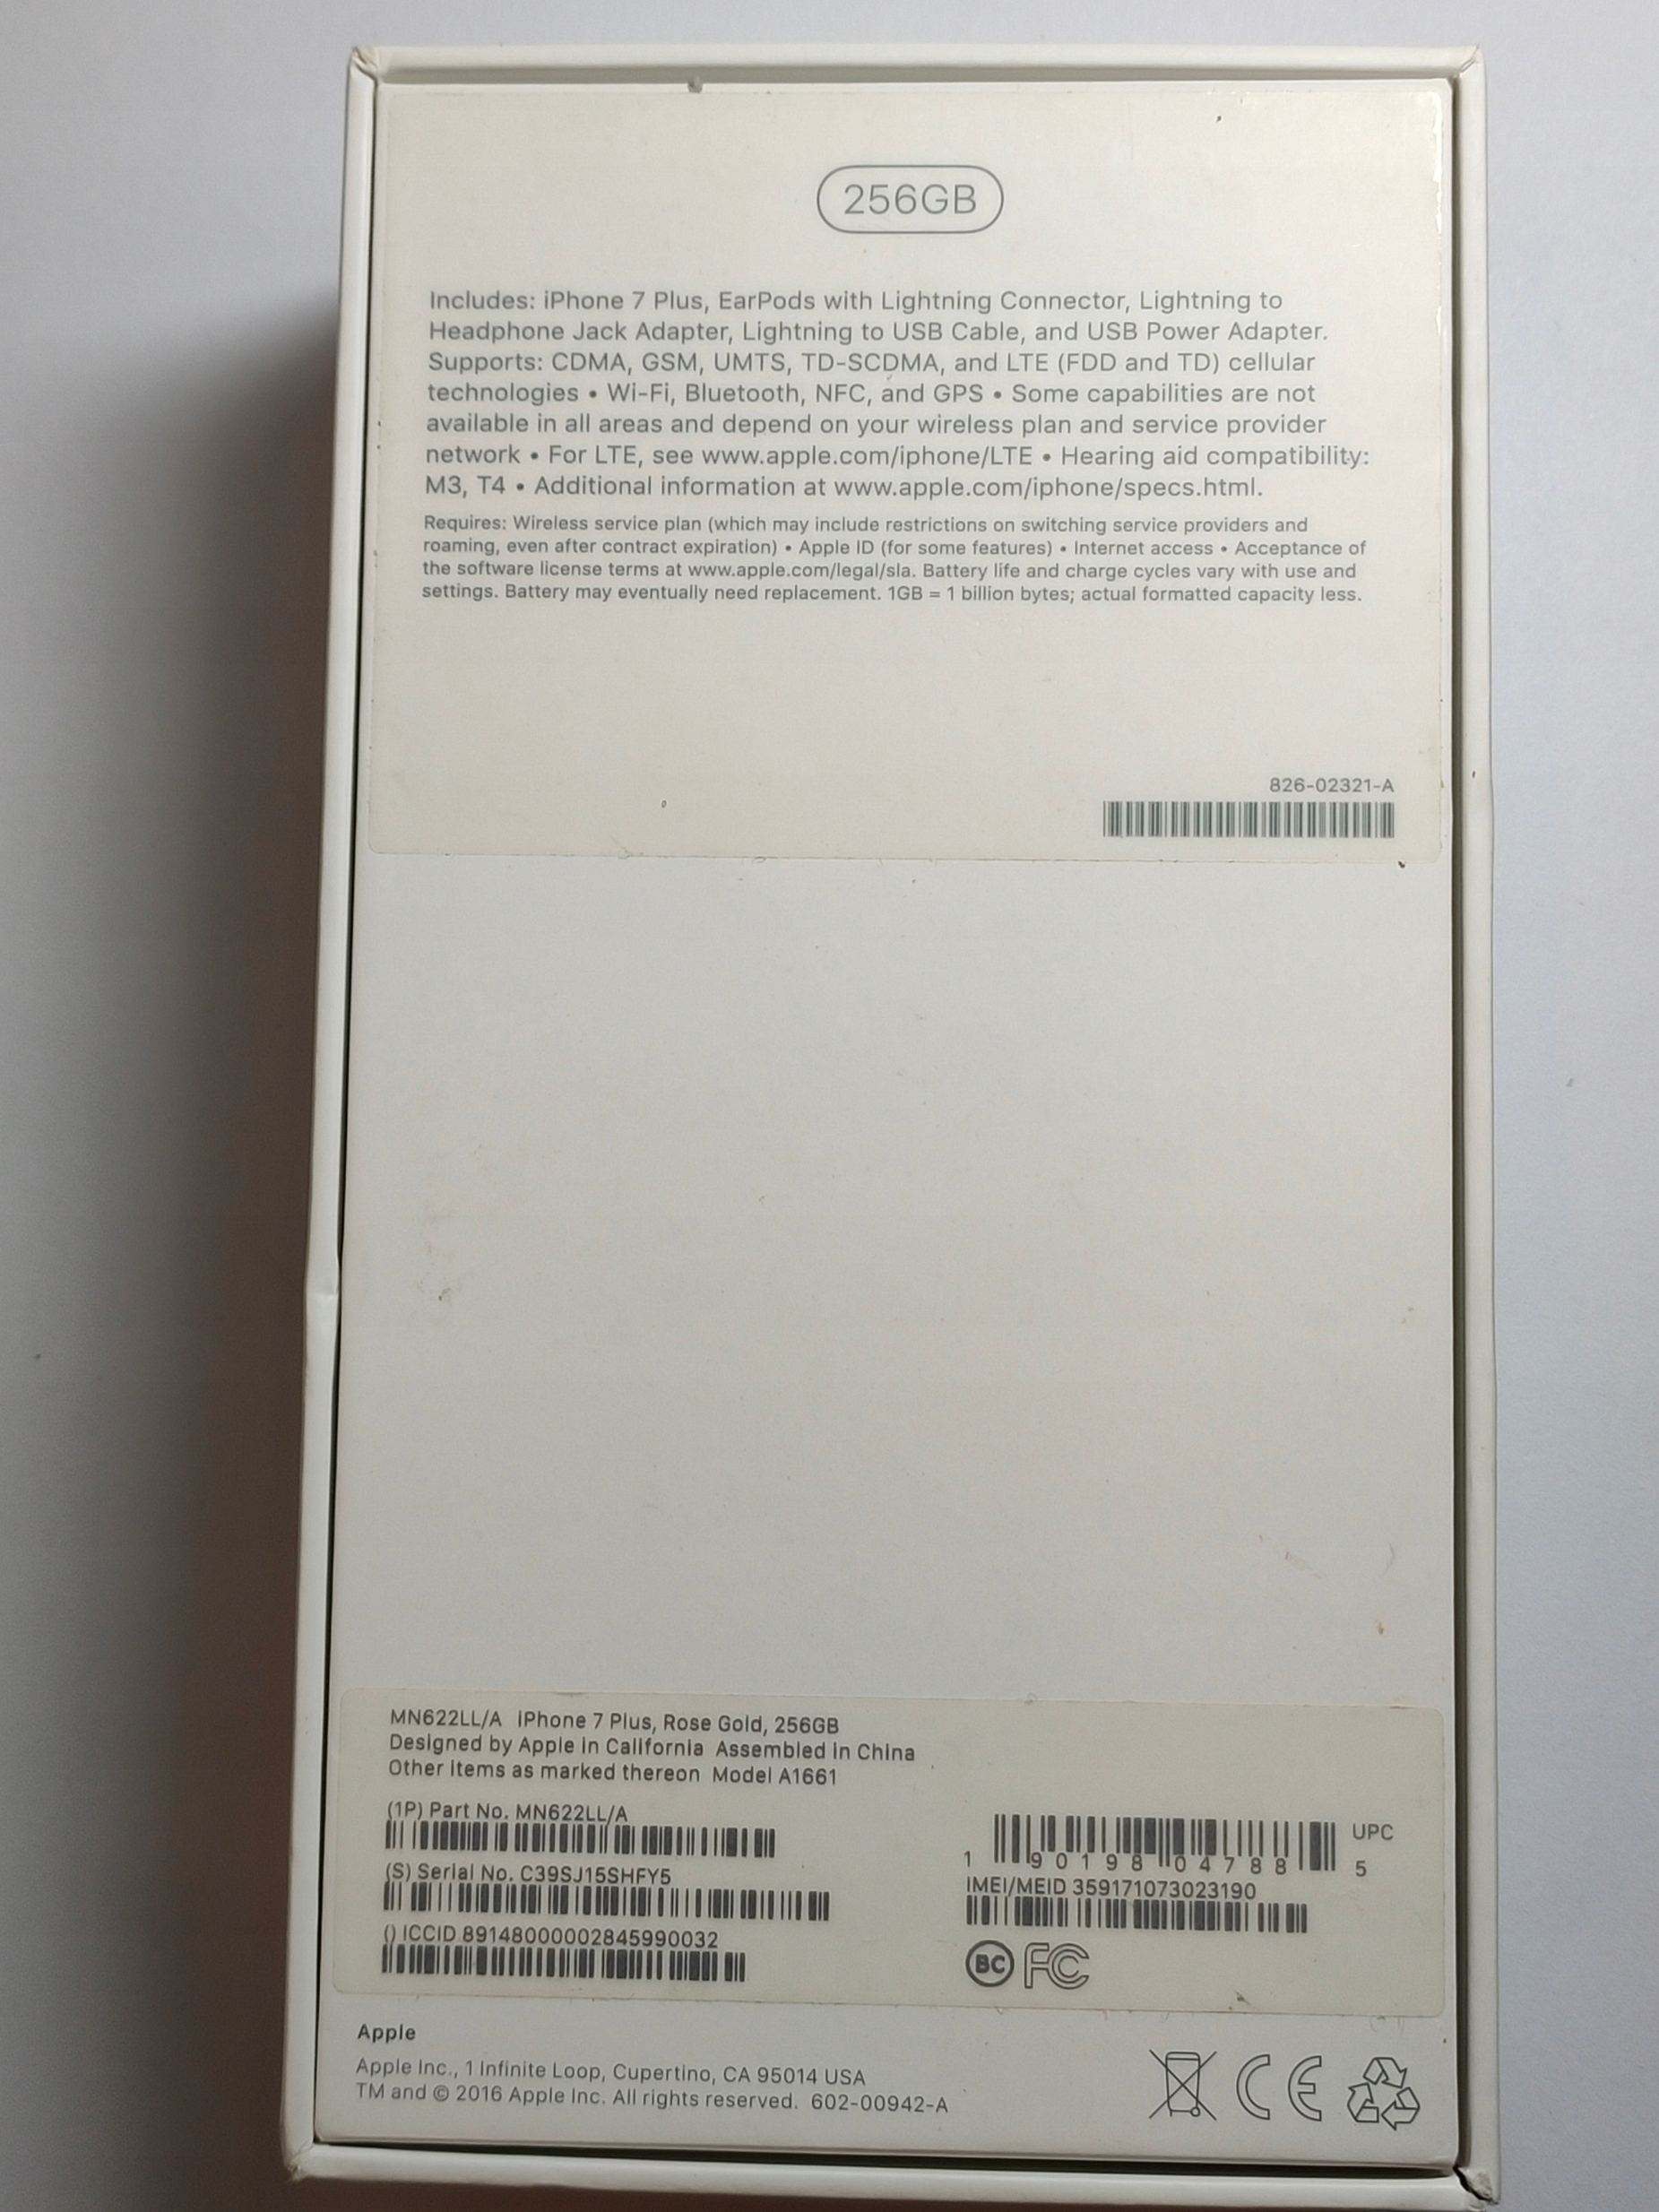 256GB
Includes: iPhone 7 Plus, EarPods with Lightning Connector, Lightning to
Headphone Jack Adapter, Lightning to USB Cable, and USB Power Adapter.
Supports: CDMA, GSM, UMTS, TD-SCDMA, and LTE (FDD and TD) cellular
technologies • Wi-Fi, Bluetooth, NFC, and GPS • Some capabilities are not
available in all areas and depend on your wireless plan and service provider
network • For LTE, see www.apple.com/iphone/LTE • Hearing aid compatibility:
M3, T4 • Additional information at www.apple.com/iphone/specs.html.
Requires: Wireless service plan (which may include restrictions on switching service providers and
roaming, even after contract expiration) • Apple ID (for some features) • Internet access • Acceptance of
the software license terms at www.apple.com/legal/sla. Battery life and charge cycles vary with use and
settings. Battery may eventually need replacement. 1GB = 1 billion bytes; actual formatted capacity less.
826-02321-A
MN622LL/A iPhone 7 Plus, Rose Gold, 256GB
Designed by Apple in California Assembled in China
Other items as marked thereon Model A1661
(1P) Part No. MN622LL/A
(S) Serial No. C39SJ15SHFY5
() ICCID 89148000002845990032
UPC
1 90198 04788 5
IMEI/MEID 359171073023190
BC FC
Apple
Apple Inc., 1 Infinite Loop, Cupertino, CA 95014 USA
TM and © 2016 Apple Inc. All rights reserved. 602-00942-A
CE